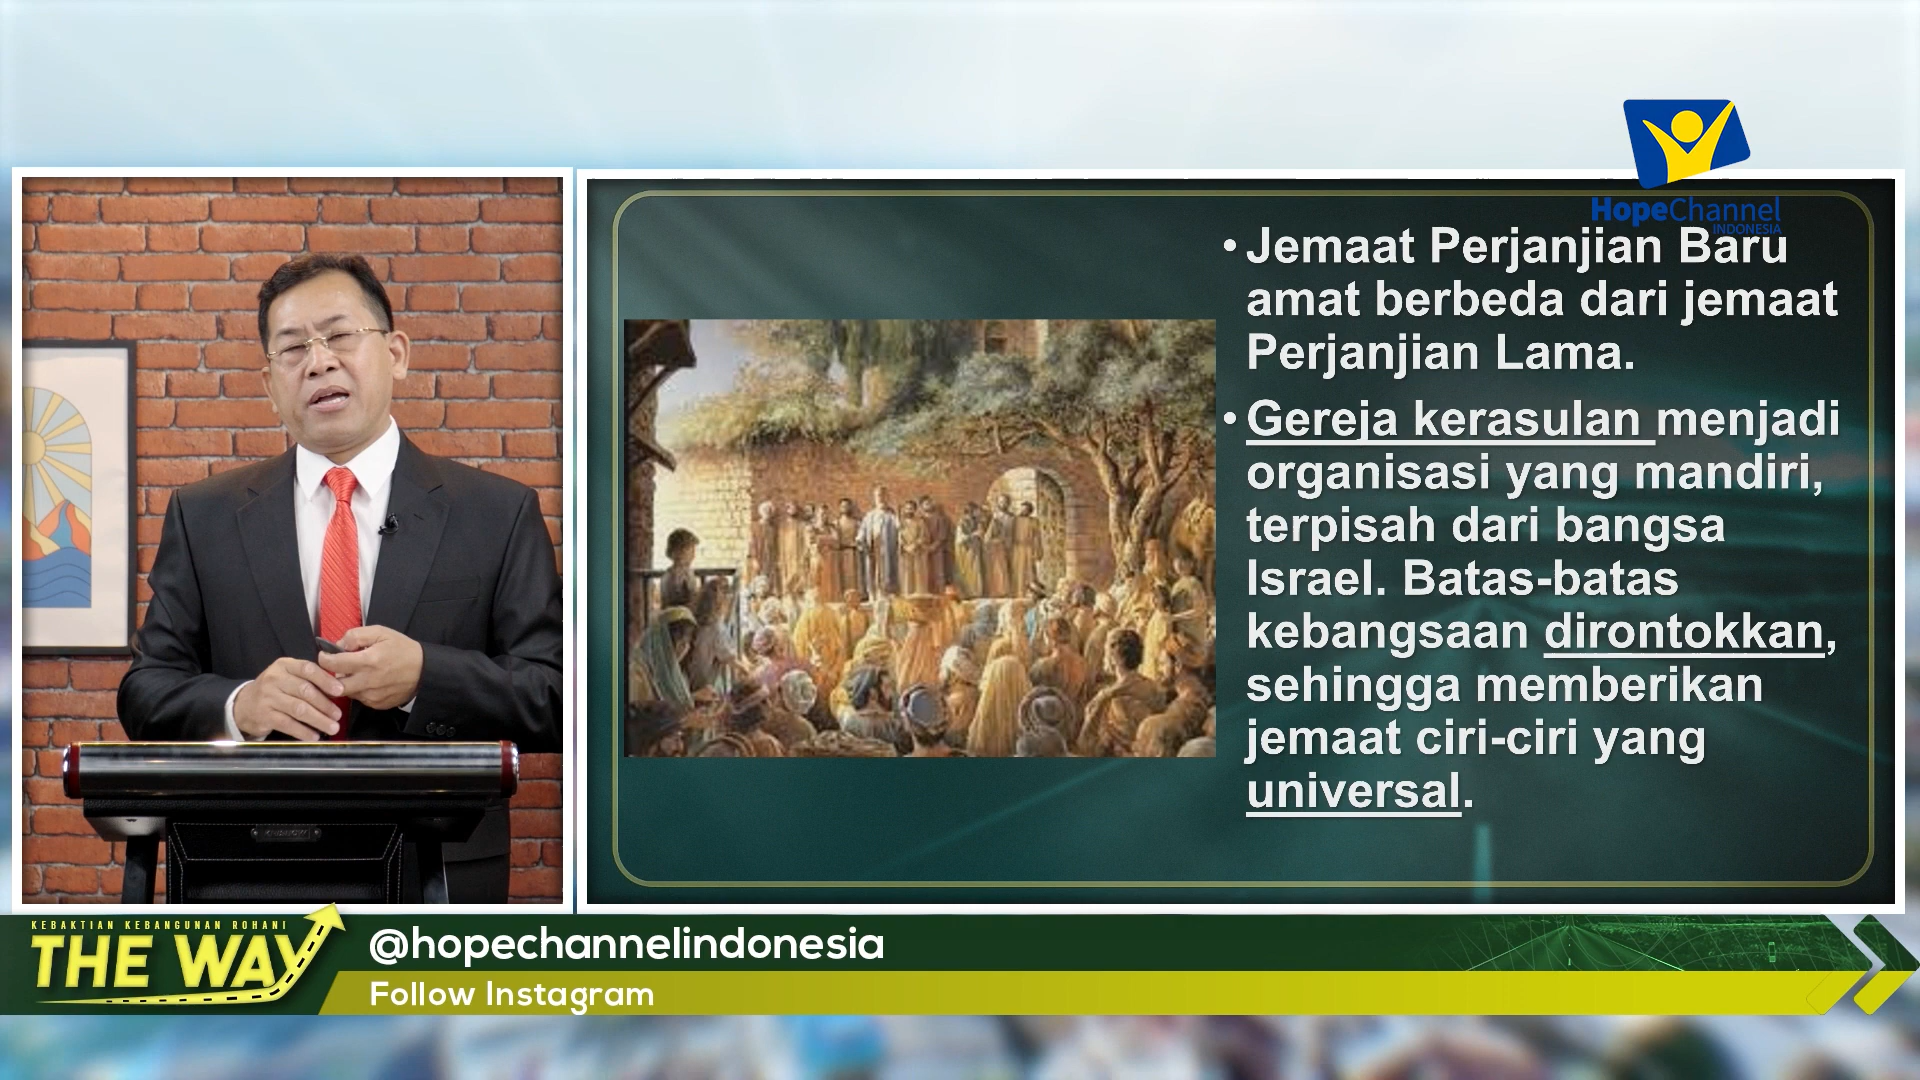 HopeChannel
INDONESIA
• Jemaat Perjanjian Baru
amat berbeda dari jemaat
Perjanjian Lama.
• Gereja kerasulan menjadi
organisasi yang mandiri,
terpisah dari bangsa
Israel. Batas-batas
kebangsaan dirontokkan,
sehingga memberikan
jemaat ciri-ciri yang
universal.
KEBAKTIAN KEBANGUNAN ROHANI
THE WAY
@hopechannelindonesia
Follow Instagram